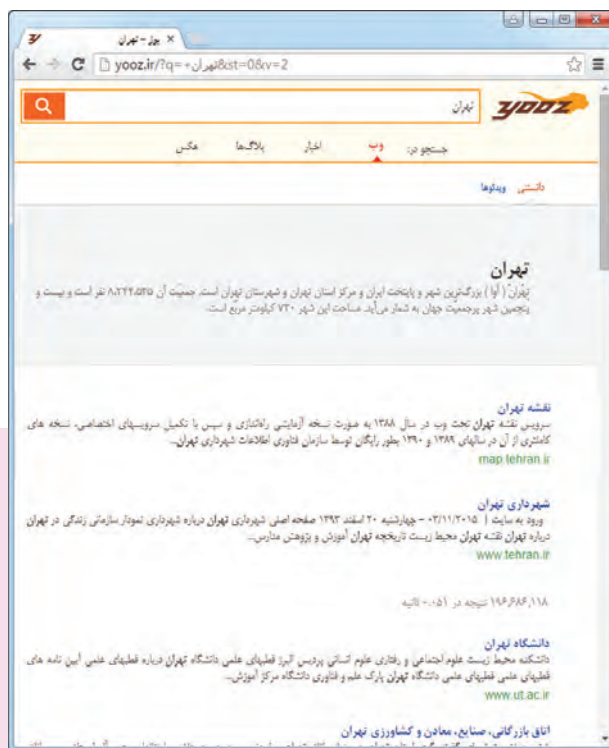 یوز - تهران
yooz.ir/?q=+تهران&st=0&v=2
تهران
yooz
جستجو در: وب اخبار بلاگ‌ها عکس
دانستنی ویدئوها
تهران
تِهران ( آوا ) بزرگ‌ترین شهر و پایتخت ایران و مرکز استان تهران و شهرستان تهران است. جمعیت آن ۸،۲۴۴،۵۳۵ نفر است و بیست و
پنجمین شهر پرجمعیت جهان به شمار می‌آید. مساحت این شهر ۷۳۰ کیلومتر مربع است.
نقشه تهران
سرویس نقشه تهران تحت وب در سال ۱۳۸۸ به صورت نسخه آزمایشی راه‌اندازی و سپس با تکمیل سرویسهای اختصاصی، نسخه های
کاملتری از آن در سالهای ۱۳۸۹ و ۱۳۹۰ بطور رایگان توسط سازمان فناوری اطلاعات شهرداری تهران...
map.tehran.ir
شهرداری تهران
ورود به سایت | ۰۳/۱۱/۲۰۱۵ - چهارشنبه ۲۰ اسفند ۱۳۹۳ صفحه اصلی شهرداری تهران درباره شهرداری نمودار سازمانی زندگی در تهران
درباره تهران نقشه تهران محیط زیست تاریخچه تهران آموزش و پژوهش مدارس...
www.tehran.ir
۱۹۶,۶۸۶,۱۱۸ نتیجه در ۰.۰۵۱ ثانیه
دانشگاه تهران
دانشکده محیط زیست علوم اجتماعی و رفتاری علوم انسانی پردیس البرز قطبهای علمی دانشگاه تهران درباره قطبهای علمی آیین نامه های
قطبهای علمی قطبهای علمی دانشگاه تهران پارک علم و فناوری دانشگاه مرکز آموزش...
www.ut.ac.ir
اتاق بازرگانی، صنایع، معادن و کشاورزی تهران